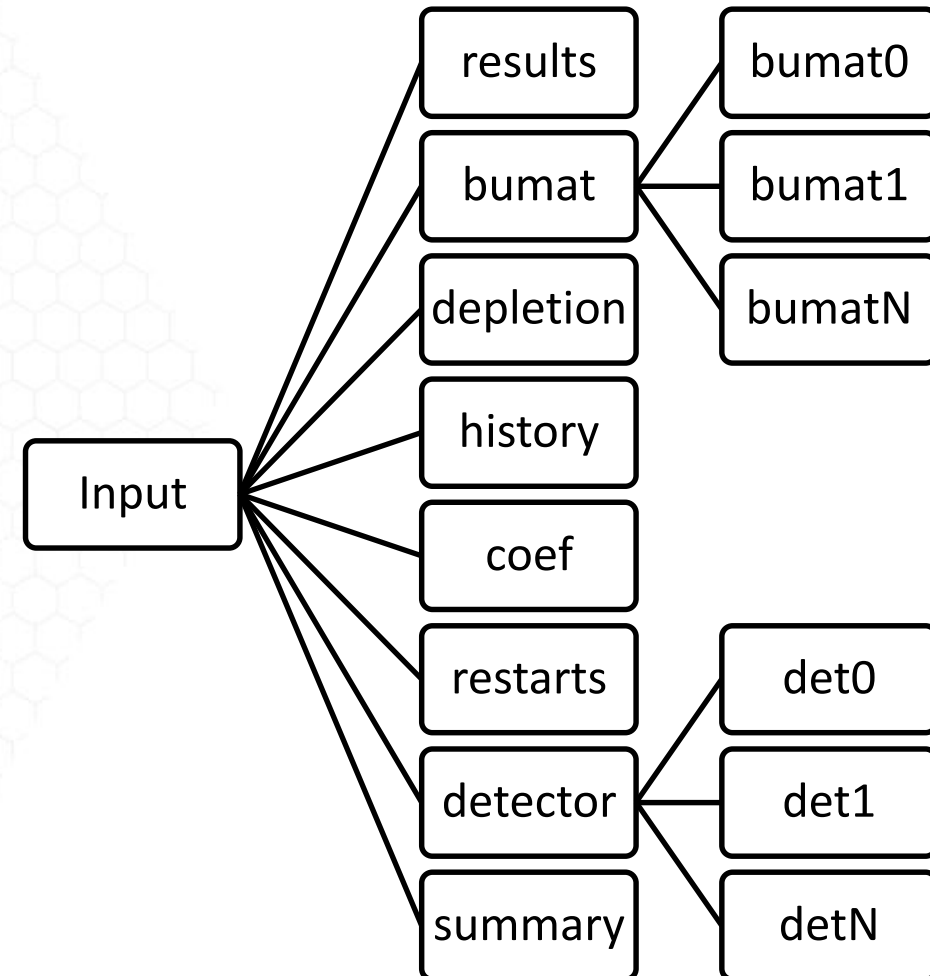 results
bumat0
bumat
bumat1
depletion
bumatN
history
Input
coef
restarts
det0
detector
det1
summary
detN